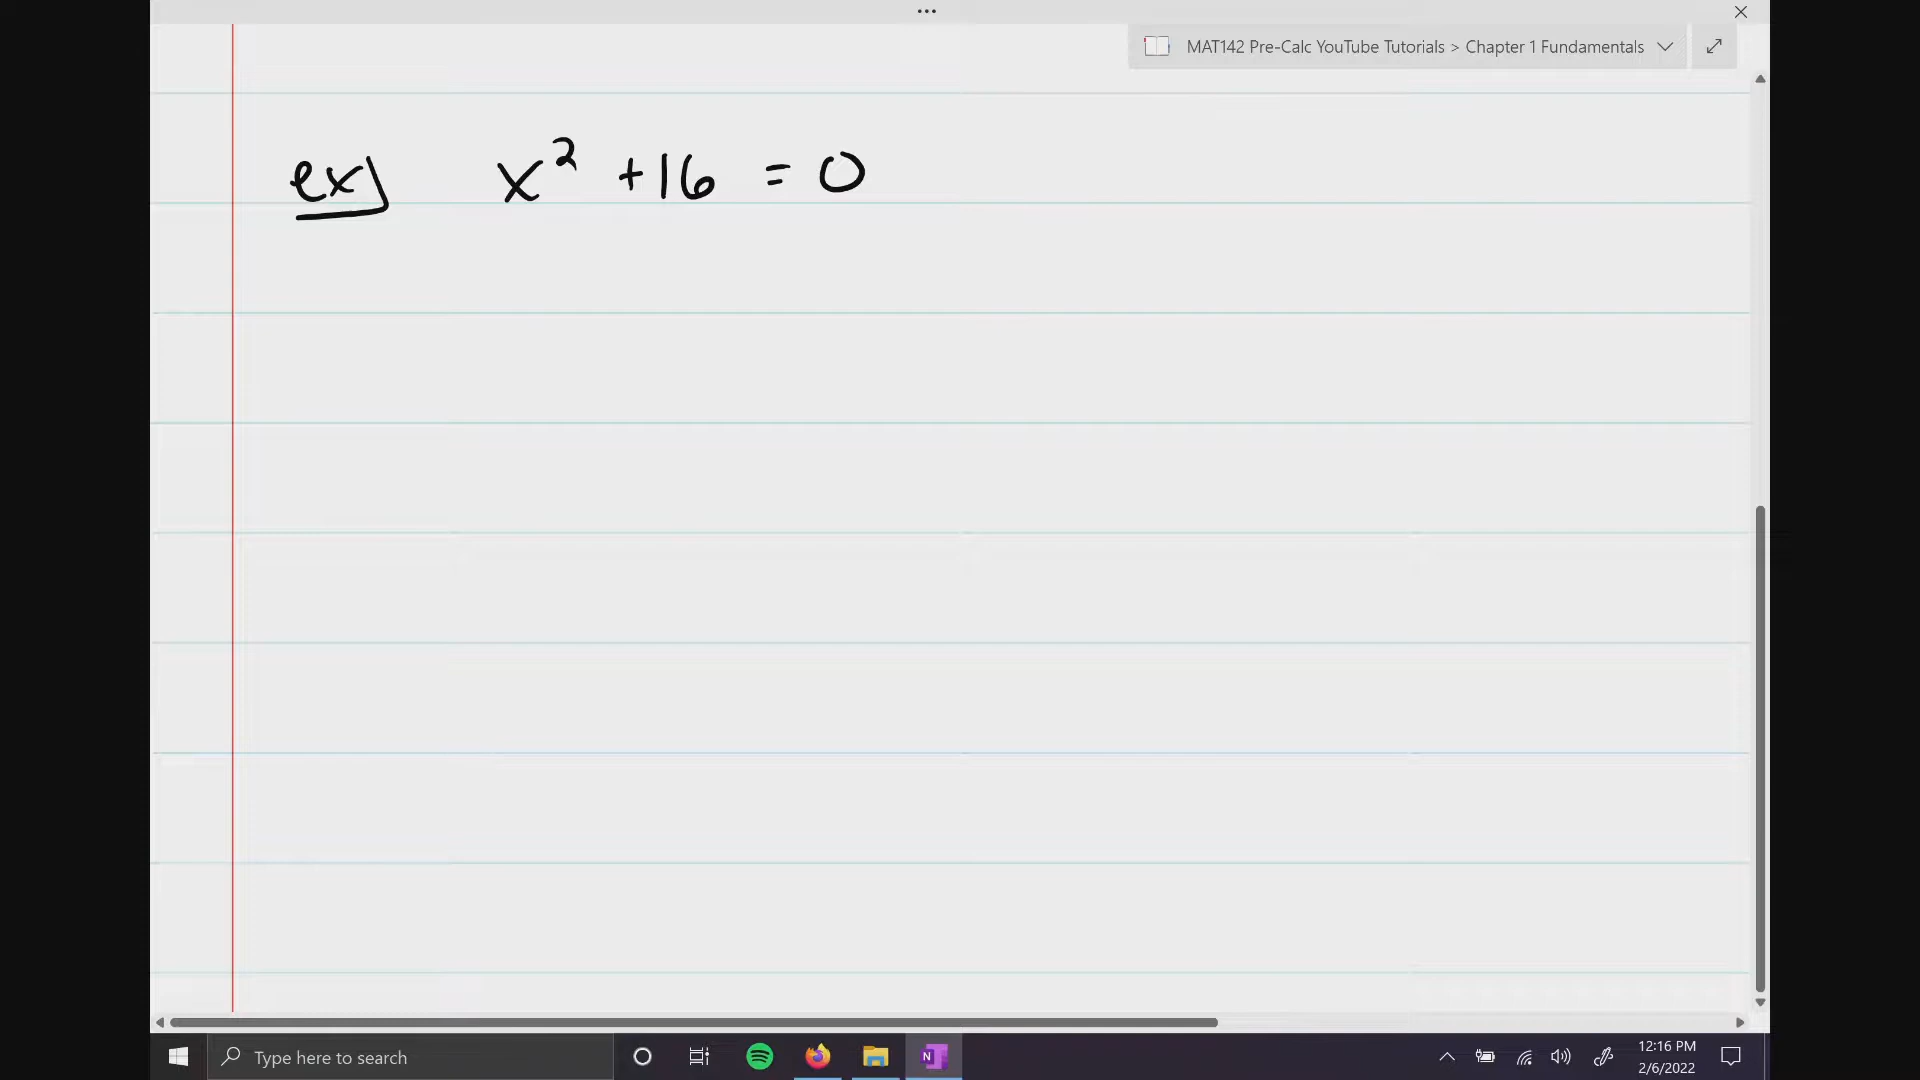 MAT142 Pre-Calc YouTube Tutorials > Chapter 1 Fundamentals
ex) x² +16 = 0
Type here to search
N
12:16 PM
2/6/2022